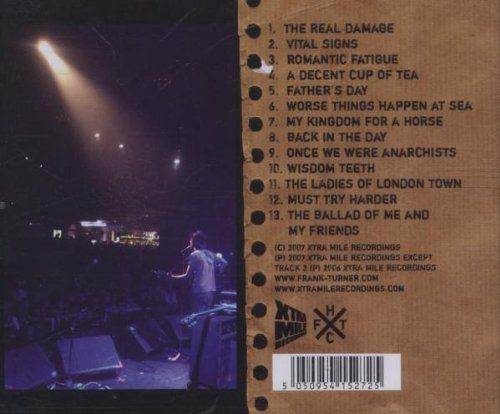 1. THE REAL DAMAGE
2. VITAL SIGNS
3. ROMANTIC FATIGUE
4. A DECENT CUP OF TEA
5. FATHER'S DAY
6. WORSE THINGS HAPPEN AT SEA
7. MY KINGDOM FOR A HORSE
8. BACK IN THE DAY
9. ONCE WE WERE ANARCHISTS
10. WISDOM TEETH
11. THE LADIES OF LONDON TOWN
12. MUST TRY HARDER
13. THE BALLAD OF ME AND
MY FRIENDS
(C) 2007 XTRA MILE RECORDINGS
(P) 2007 XTRA MILE RECORDINGS EXCEPT
TRACK 2 (P) 2006 XTRA MILE RECORDINGS
WWW.FRANK-TURNER.COM
WWW.XTRAMILERECORDINGS.COM
XTRA
MILE
RECORDINGS
H
F T
C
5 050954 152725